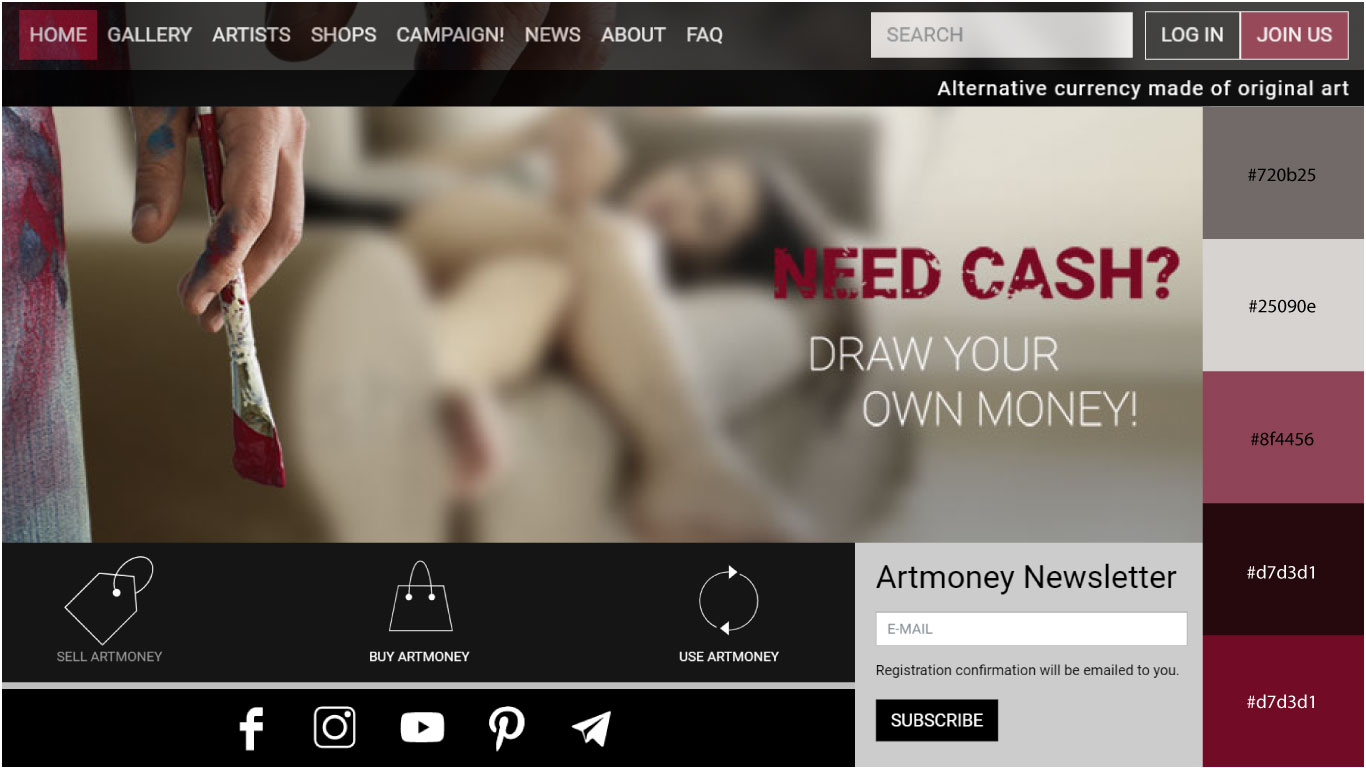 HOME GALLERY ARTISTS SHOPS CAMPAIGN! NEWS ABOUT FAQ SEARCH LOG IN JOIN US
Alternative currency made of original art
NEED CASH?
DRAW YOUR
OWN MONEY!
#720b25
#25090e
#8f4456
#d7d3d1
#d7d3d1
SELL ARTMONEY
BUY ARTMONEY
USE ARTMONEY
Artmoney Newsletter
E-MAIL
Registration confirmation will be emailed to you.
SUBSCRIBE